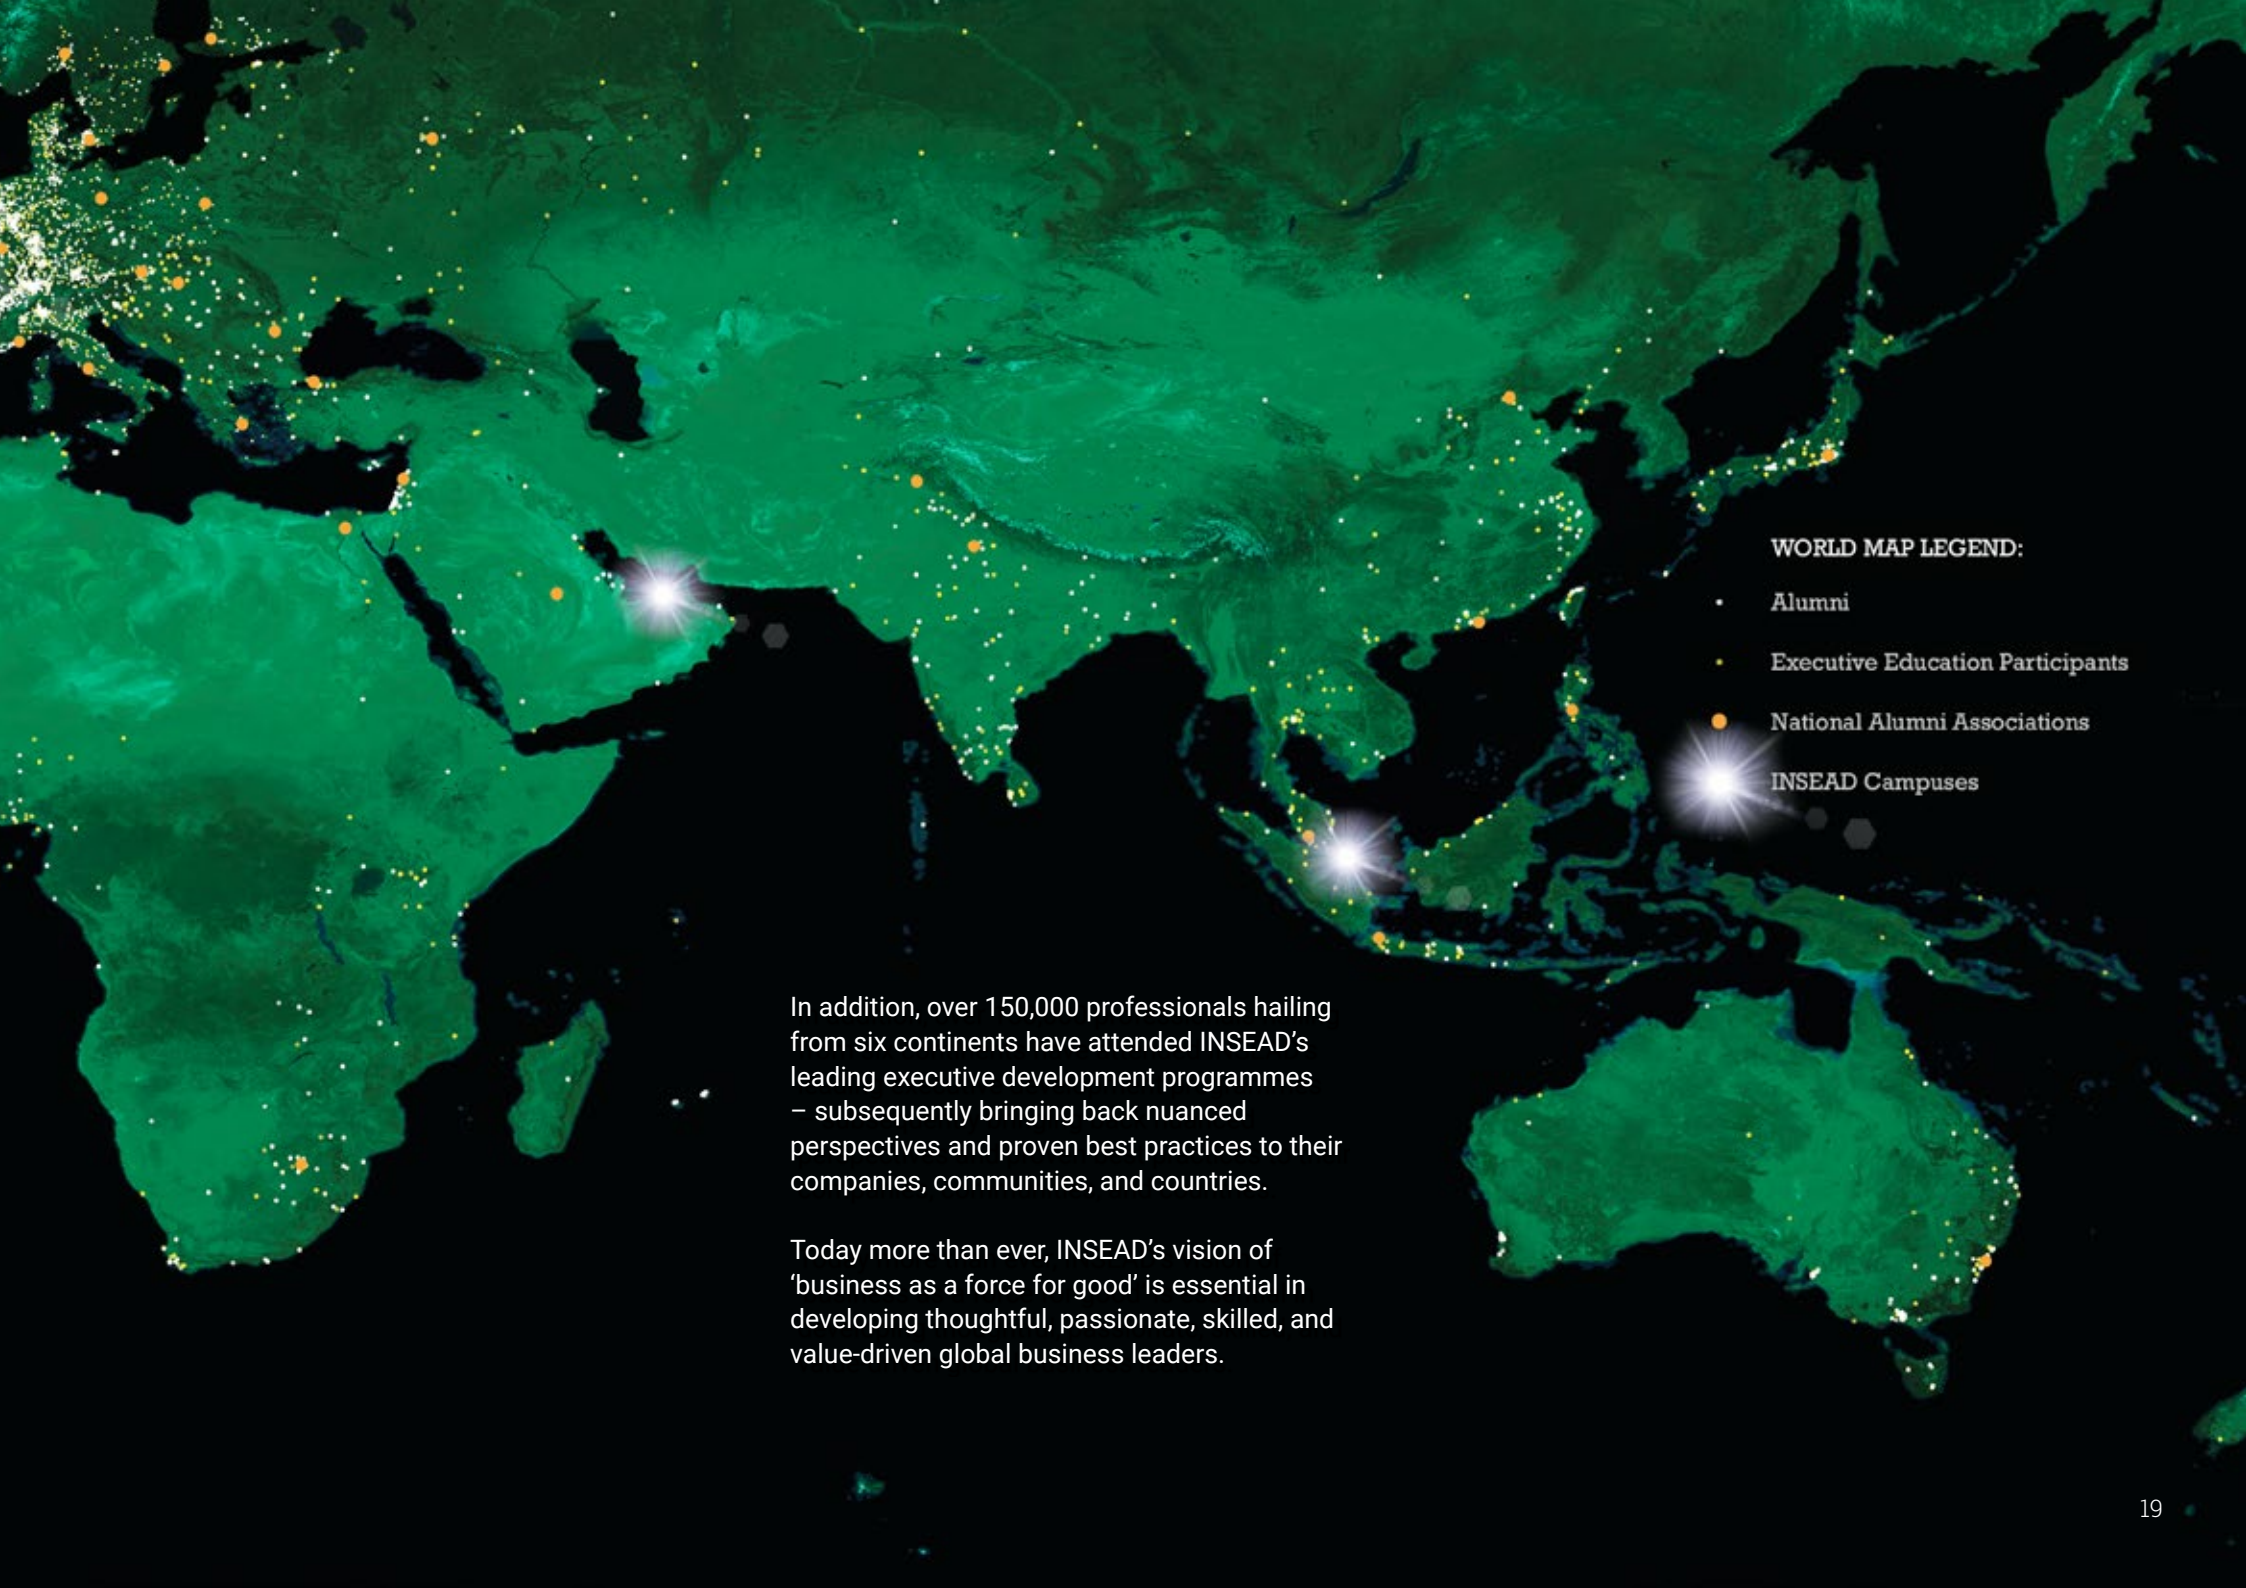 WORLD MAP LEGEND:
Alumni
Executive Education Participants
National Alumni Associations
INSEAD Campuses
In addition, over 150,000 professionals hailing
from six continents have attended INSEAD’s
leading executive development programmes
– subsequently bringing back nuanced
perspectives and proven best practices to their
companies, communities, and countries.
Today more than ever, INSEAD’s vision of
‘business as a force for good’ is essential in
developing thoughtful, passionate, skilled, and
value-driven global business leaders.
19